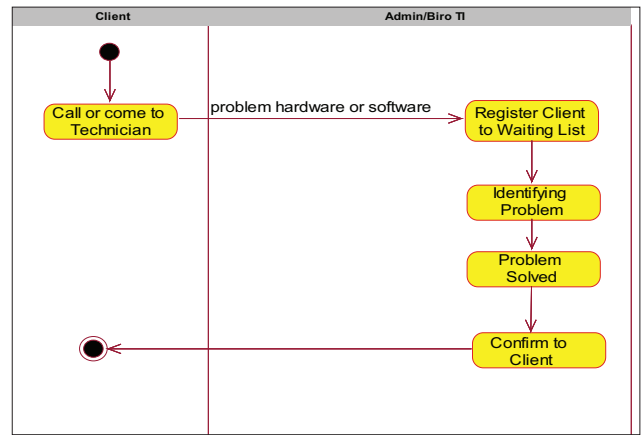 Client
Admin/Biro TI
Call or come to
Technician
problem hardware or software
Register Client
to Waiting List
Identifying
Problem
Problem
Solved
Confirm to
Client